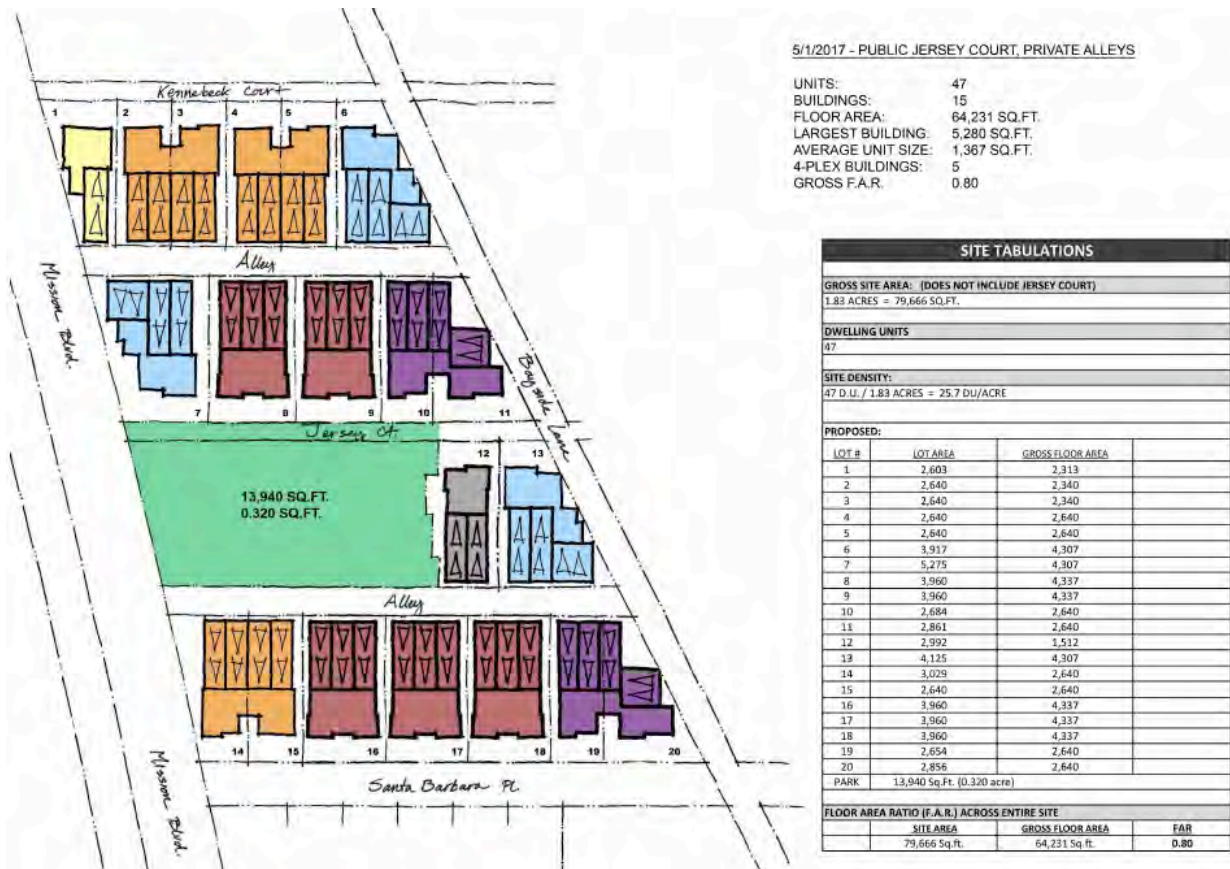 5/1/2017 - PUBLIC JERSEY COURT, PRIVATE ALLEYS
UNITS: 47
BUILDINGS: 15
FLOOR AREA: 64,231 SQ.FT.
LARGEST BUILDING: 5,280 SQ.FT.
AVERAGE UNIT SIZE: 1,367 SQ.FT.
4-PLEX BUILDINGS: 5
GROSS F.A.R. 0.80
Kennebeck Court
1 2 3 4 5 6
Alley
Mission Blvd.
Bayside Lane
7 8 9 10 11
Jersey Ct.
12 13
13,940 SQ.FT.
0.320 SQ.FT.
Alley
14 15 16 17 18 19 20
Mission Blvd.
Santa Barbara Pl.
SITE TABULATIONS
GROSS SITE AREA: (DOES NOT INCLUDE JERSEY COURT)
1.83 ACRES = 79,666 SQ.FT.
DWELLING UNITS
47
SITE DENSITY:
47 D.U. / 1.83 ACRES = 25.7 DU/ACRE
PROPOSED:
LOT # LOT AREA GROSS FLOOR AREA
1 2,603 2,313
2 2,640 2,340
3 2,640 2,340
4 2,640 2,640
5 2,640 2,640
6 3,917 4,307
7 5,275 4,307
8 3,960 4,337
9 3,960 4,337
10 2,684 2,640
11 2,861 2,640
12 2,992 1,512
13 4,125 4,307
14 3,029 2,640
15 2,640 2,640
16 3,960 4,337
17 3,960 4,337
18 3,960 4,337
19 2,654 2,640
20 2,856 2,640
PARK 13,940 Sq.Ft. (0.320 acre)
FLOOR AREA RATIO (F.A.R.) ACROSS ENTIRE SITE
SITE AREA GROSS FLOOR AREA FAR
79,666 Sq.ft. 64,231 Sq.ft. 0.80